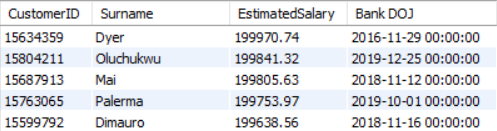 CustomerID Surname EstimatedSalary Bank DOJ
15634359 Dyer 199970.74 2016-11-29 00:00:00
15804211 Oluchukwu 199841.32 2019-12-25 00:00:00
15687913 Mai 199805.63 2018-11-12 00:00:00
15763065 Palerma 199753.97 2019-10-01 00:00:00
15599792 Dimauro 199638.56 2018-11-16 00:00:00